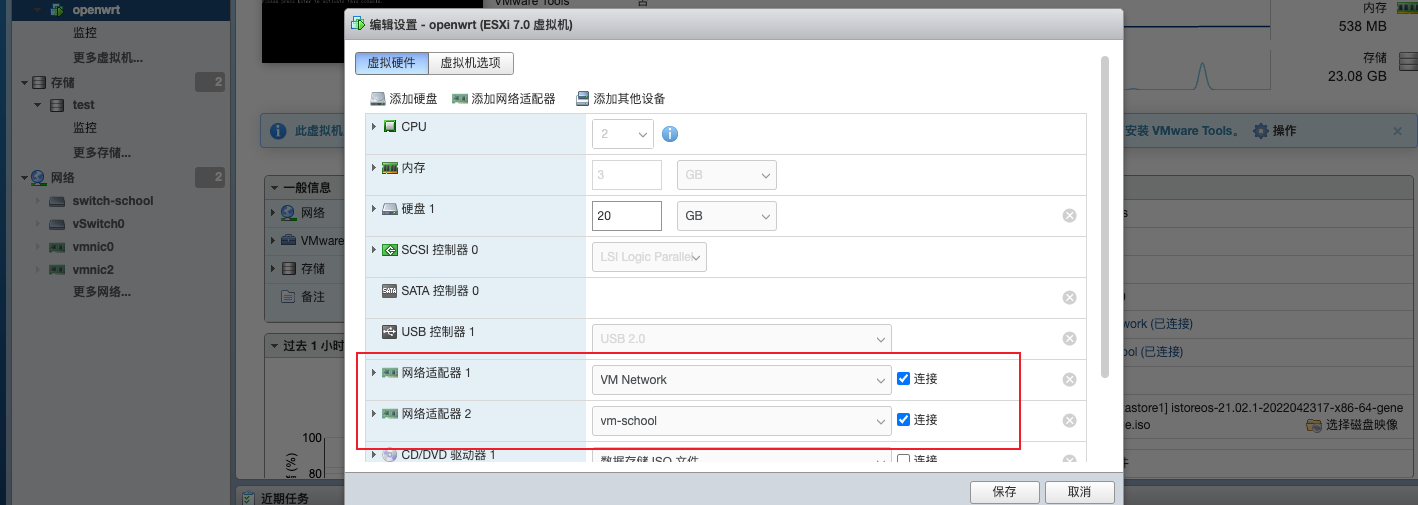 openwrt
监控
更多虚拟机...
存储
2
test
监控
更多存储...
网络
2
switch-school
vSwitch0
vmnic0
vmnic2
更多网络...
VMware Tools
否
内存
538 MB
存储
23.08 GB
此虚拟机
安装 VMware Tools。
操作
一般信息
网络
VMware
存储
备注
过去 1 小时
100
80
(%)
work (已连接)
ool (已连接)
tastore1] istoreos-21.02.1-2022042317-x86-64-gene
e.iso
选择磁盘映像
近期任务
编辑设置 - openwrt (ESXi 7.0 虚拟机)
虚拟硬件
虚拟机选项
添加硬盘
添加网络适配器
添加其他设备
CPU
2
内存
3
GB
硬盘 1
20
GB
SCSI 控制器 0
LSI Logic Parallel
SATA 控制器 0
USB 控制器 1
USB 2.0
网络适配器 1
VM Network
连接
网络适配器 2
vm-school
连接
CD/DVD 驱动器 1
数据存储 ISO 文件
连接
保存
取消